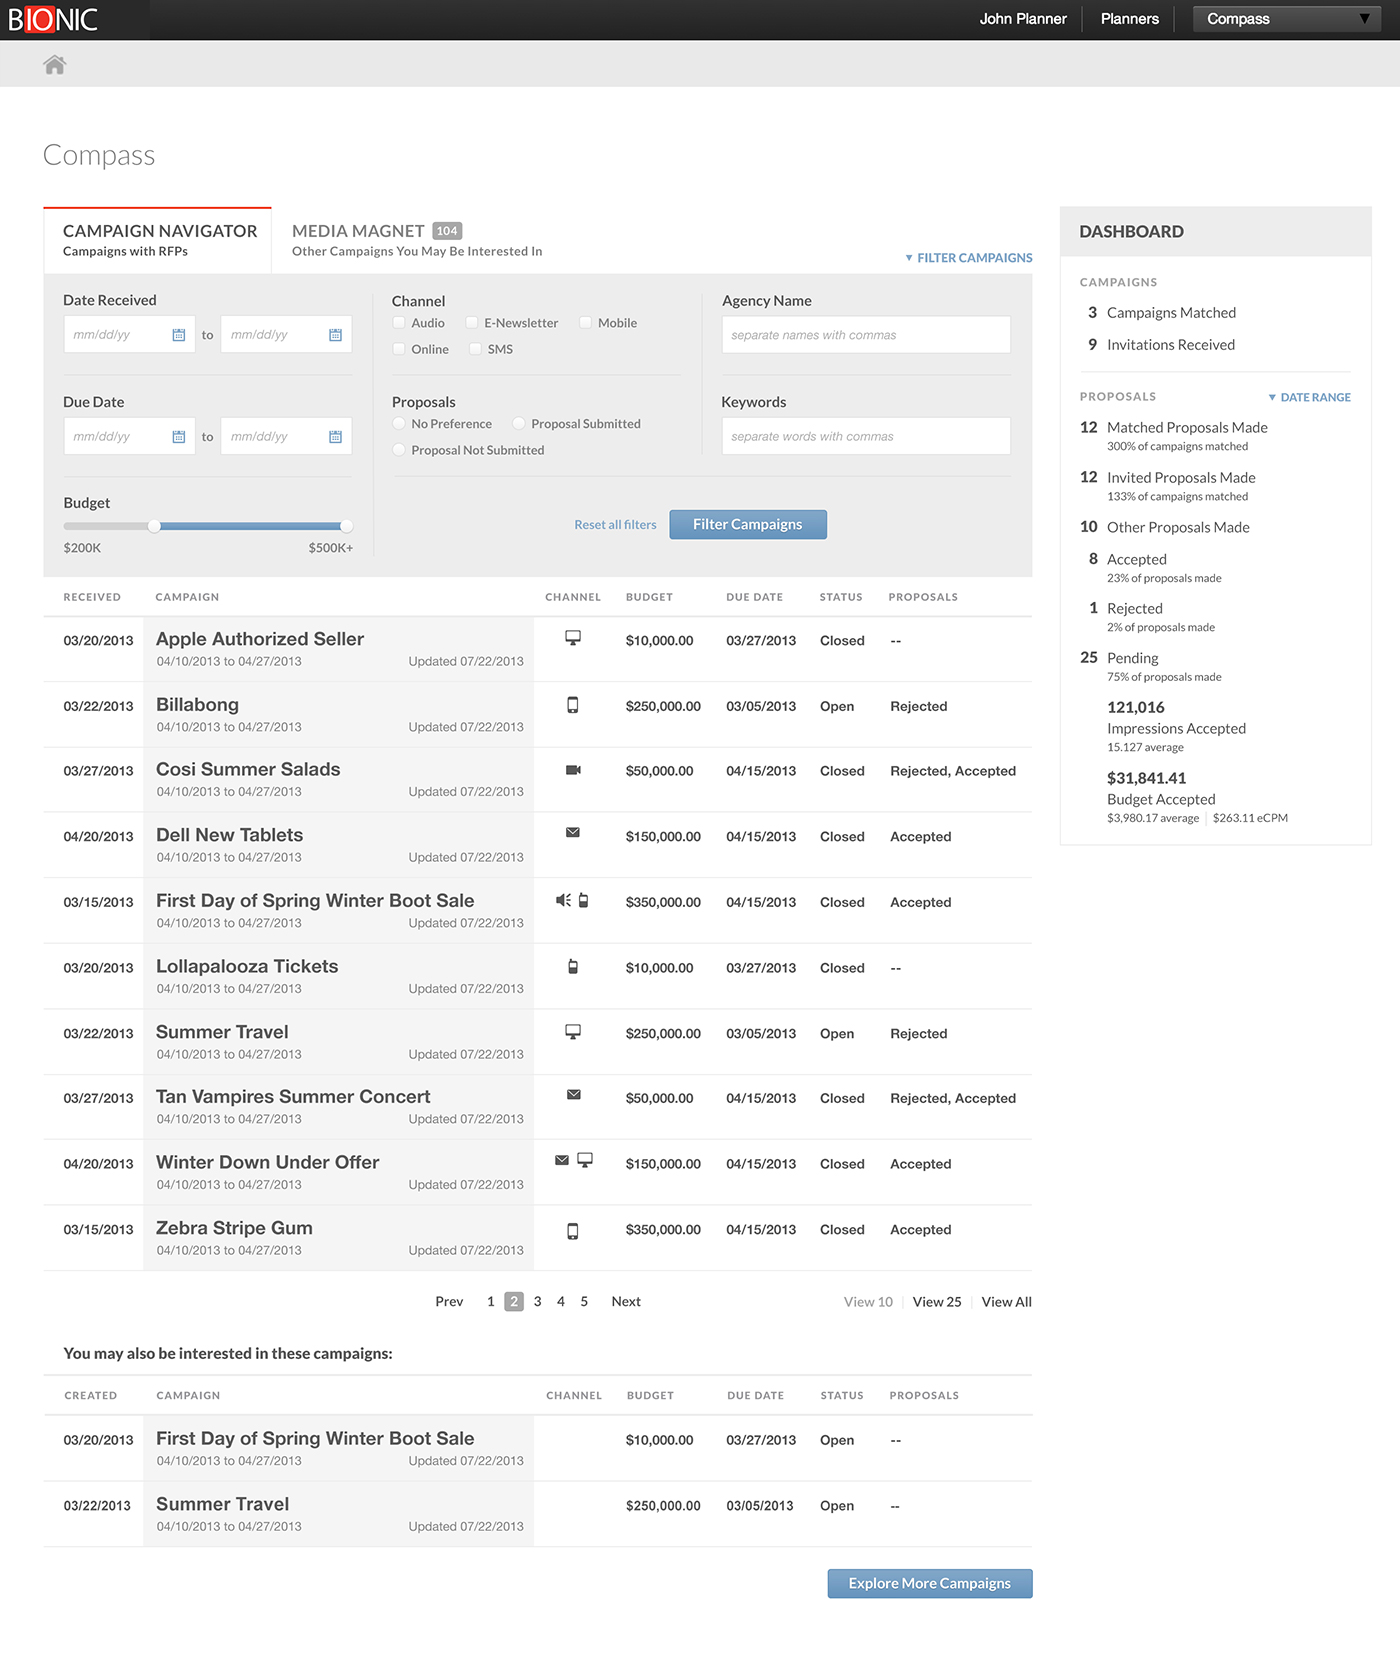 BIONIC
John Planner
Planners
Compass
Compass
CAMPAIGN NAVIGATOR
Campaigns with RFPs
MEDIA MAGNET 104
Other Campaigns You May Be Interested In
▼ FILTER CAMPAIGNS
Date Received
mm/dd/yy to mm/dd/yy
Due Date
mm/dd/yy to mm/dd/yy
Budget
$200K $500K+
Channel
Audio E-Newsletter Mobile
Online SMS
Proposals
No Preference Proposal Submitted
Proposal Not Submitted
Agency Name
separate names with commas
Keywords
separate words with commas
Reset all filters Filter Campaigns
RECEIVED CAMPAIGN CHANNEL BUDGET DUE DATE STATUS PROPOSALS
03/20/2013 Apple Authorized Seller $10,000.00 03/27/2013 Closed --
04/10/2013 to 04/27/2013 Updated 07/22/2013
03/22/2013 Billabong $250,000.00 03/05/2013 Open Rejected
04/10/2013 to 04/27/2013 Updated 07/22/2013
03/27/2013 Cosi Summer Salads $50,000.00 04/15/2013 Closed Rejected, Accepted
04/10/2013 to 04/27/2013 Updated 07/22/2013
04/20/2013 Dell New Tablets $150,000.00 04/15/2013 Closed Accepted
04/10/2013 to 04/27/2013 Updated 07/22/2013
03/15/2013 First Day of Spring Winter Boot Sale $350,000.00 04/15/2013 Closed Accepted
04/10/2013 to 04/27/2013 Updated 07/22/2013
03/20/2013 Lollapalooza Tickets $10,000.00 03/27/2013 Closed --
04/10/2013 to 04/27/2013 Updated 07/22/2013
03/22/2013 Summer Travel $250,000.00 03/05/2013 Open Rejected
04/10/2013 to 04/27/2013 Updated 07/22/2013
03/27/2013 Tan Vampires Summer Concert $50,000.00 04/15/2013 Closed Rejected, Accepted
04/10/2013 to 04/27/2013 Updated 07/22/2013
04/20/2013 Winter Down Under Offer $150,000.00 04/15/2013 Closed Accepted
04/10/2013 to 04/27/2013 Updated 07/22/2013
03/15/2013 Zebra Stripe Gum $350,000.00 04/15/2013 Closed Accepted
04/10/2013 to 04/27/2013 Updated 07/22/2013
Prev 1 2 3 4 5 Next
View 10 View 25 View All
You may also be interested in these campaigns:
CREATED CAMPAIGN CHANNEL BUDGET DUE DATE STATUS PROPOSALS
03/20/2013 First Day of Spring Winter Boot Sale $10,000.00 03/27/2013 Open --
04/10/2013 to 04/27/2013 Updated 07/22/2013
03/22/2013 Summer Travel $250,000.00 03/05/2013 Open --
04/10/2013 to 04/27/2013 Updated 07/22/2013
Explore More Campaigns
DASHBOARD
CAMPAIGNS
3 Campaigns Matched
9 Invitations Received
PROPOSALS ▼ DATE RANGE
12 Matched Proposals Made
300% of campaigns matched
12 Invited Proposals Made
133% of campaigns matched
10 Other Proposals Made
8 Accepted
23% of proposals made
1 Rejected
2% of proposals made
25 Pending
75% of proposals made
121,016
Impressions Accepted
15.127 average
$31,841.41
Budget Accepted
$3,980.17 average $263.11 eCPM